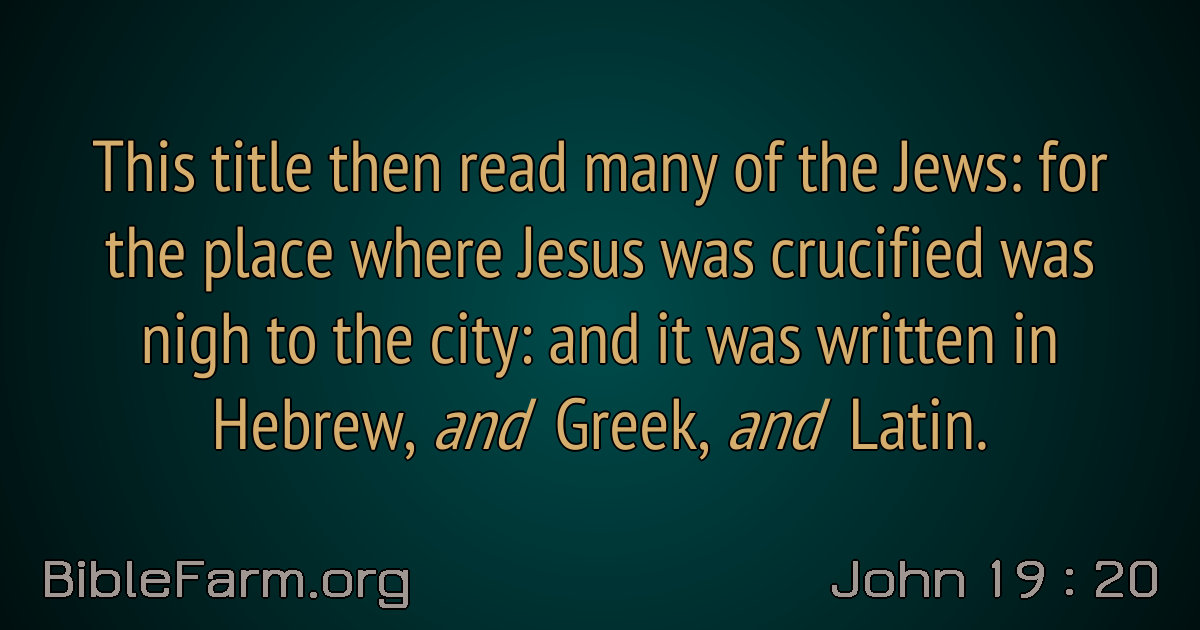 This title then read many of the Jews: for
the place where Jesus was crucified was
nigh to the city: and it was written in
Hebrew, and Greek, and Latin.
BibleFarm.org
John 19 : 20